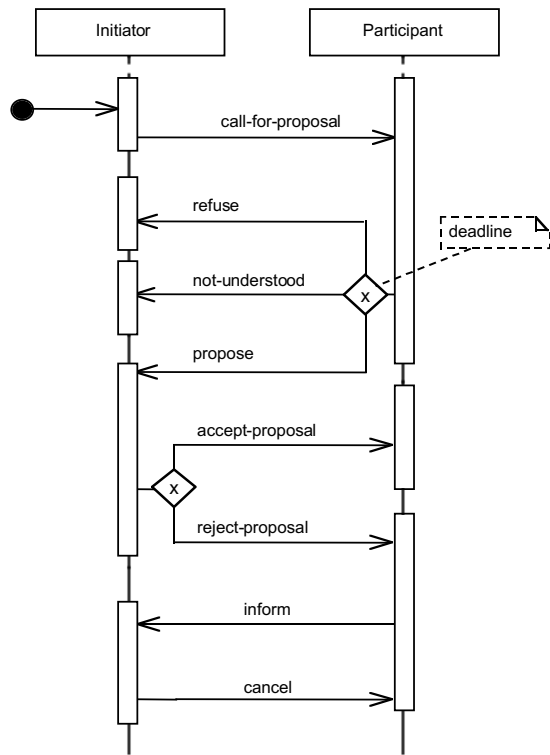 Initiator
Participant
call-for-proposal
refuse
deadline
not-understood
x
propose
accept-proposal
x
reject-proposal
inform
cancel